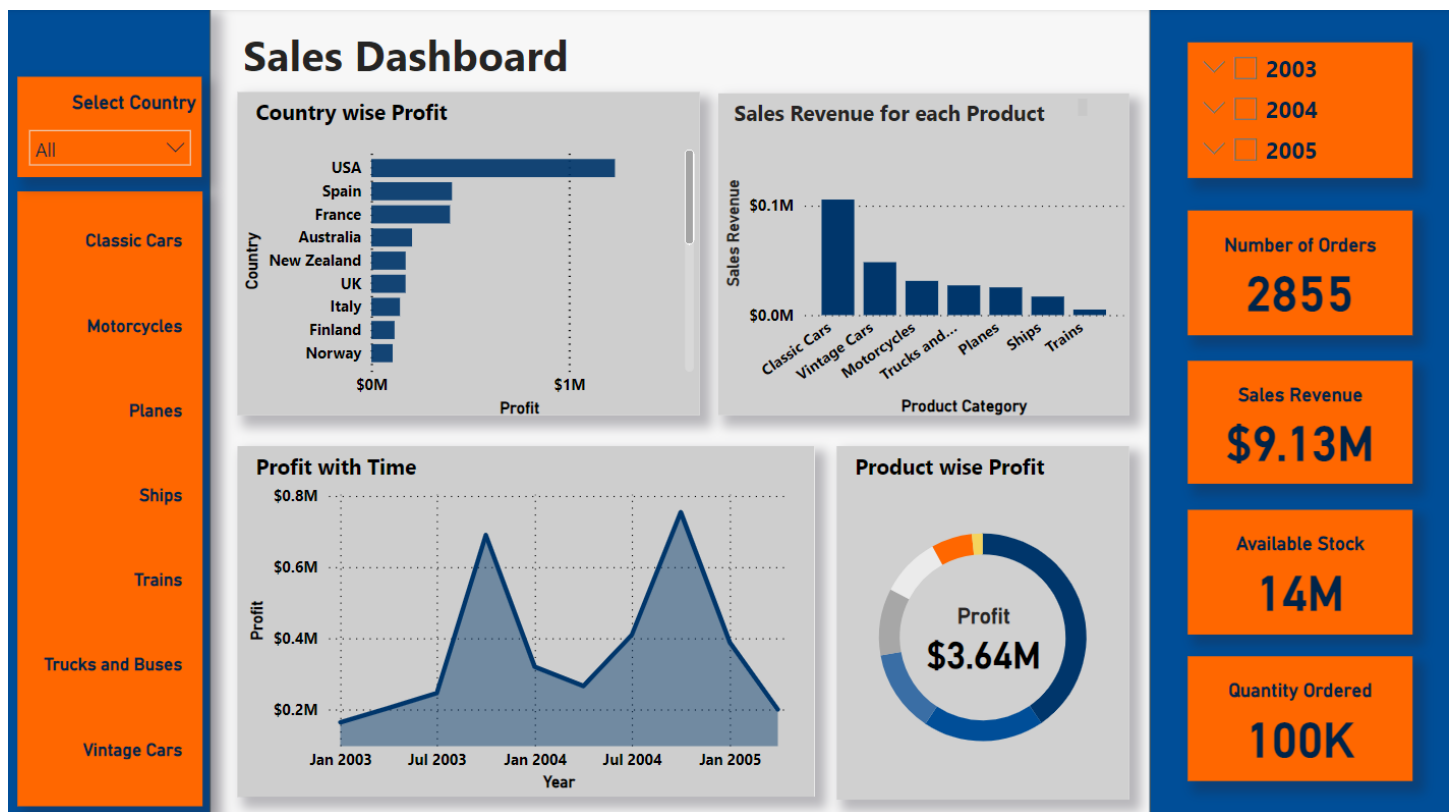 Sales Dashboard
Select Country
All
Classic Cars
Motorcycles
Planes
Ships
Trains
Trucks and Buses
Vintage Cars
Country wise Profit
Country
USA
Spain
France
Australia
New Zealand
UK
Italy
Finland
Norway
$0M $1M
Profit
Sales Revenue for each Product
Sales Revenue
$0.1M
$0.0M
Classic Cars
Vintage Cars
Motorcycles
Trucks and...
Planes
Ships
Trains
Product Category
Profit with Time
Profit
$0.8M
$0.6M
$0.4M
$0.2M
Jan 2003 Jul 2003 Jan 2004 Jul 2004 Jan 2005
Year
Product wise Profit
Profit
$3.64M
2003
2004
2005
Number of Orders
2855
Sales Revenue
$9.13M
Available Stock
14M
Quantity Ordered
100K